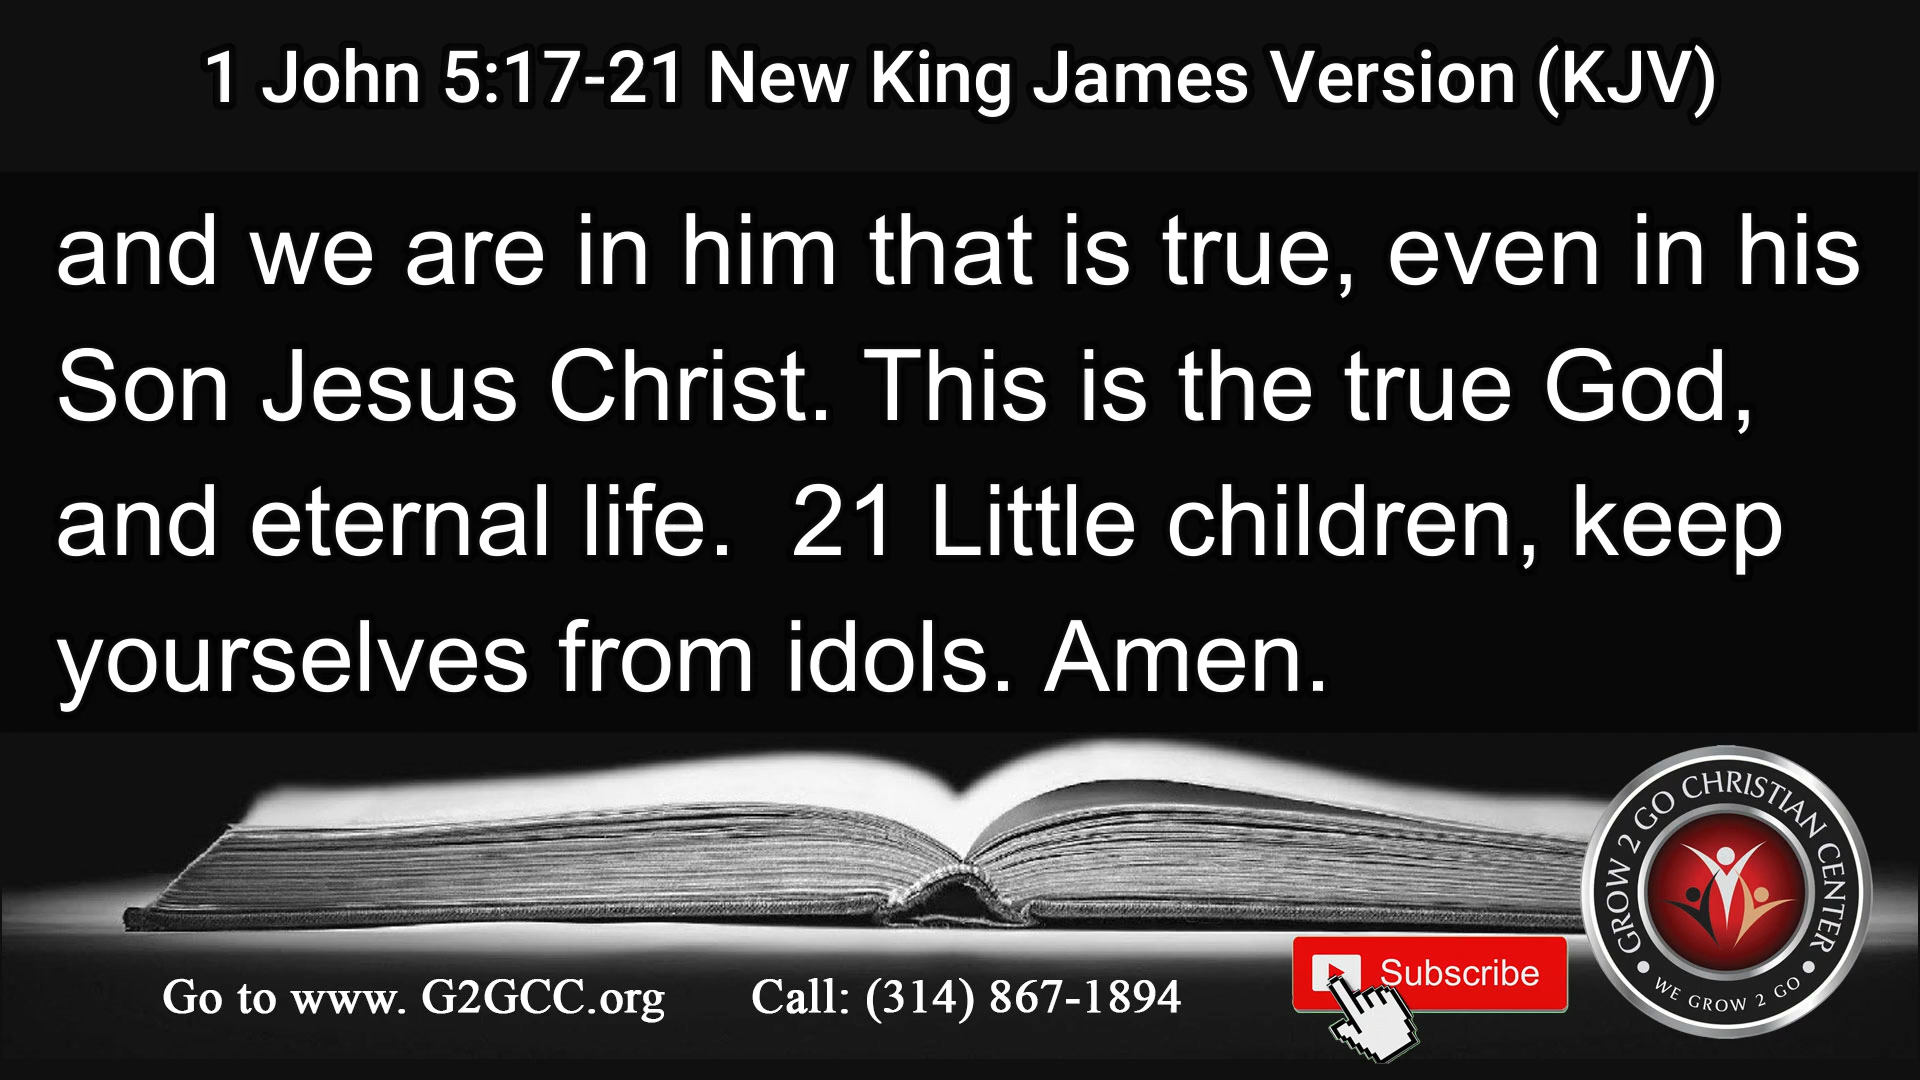 1 John 5:17-21 New King James Version (KJV)
and we are in him that is true, even in his
Son Jesus Christ. This is the true God,
and eternal life.  21 Little children, keep
yourselves from idols. Amen.
GROW 2 GO CHRISTIAN CENTER
WE GROW 2 GO
Subscribe
Go to www. G2GCC.org
Call: (314) 867-1894